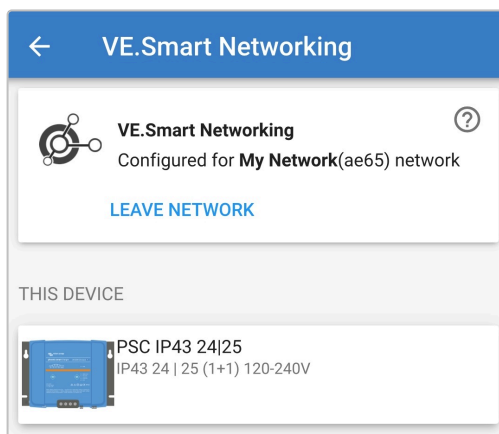 VE.Smart Networking
VE.Smart Networking
Configured for My Network(ae65) network
LEAVE NETWORK
THIS DEVICE
PSC IP43 24|25
IP43 24 | 25 (1+1) 120-240V